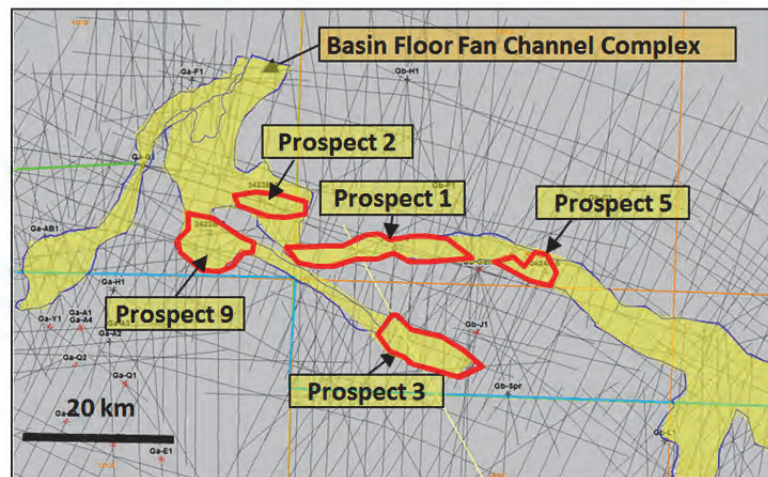 Basin Floor Fan Channel Complex
Ga-F1
Gb-H1
Prospect 2
Prospect 1
Prospect 5
Ga-AB1
Prospect 9
Ga-H1
Ga-Y1
Ga-A1
Ga-A4
Ga-A2
Gb-J1
Ga-Q2
Prospect 3
Ga-Q1
Gb-Spr
20 km
Ga-E1